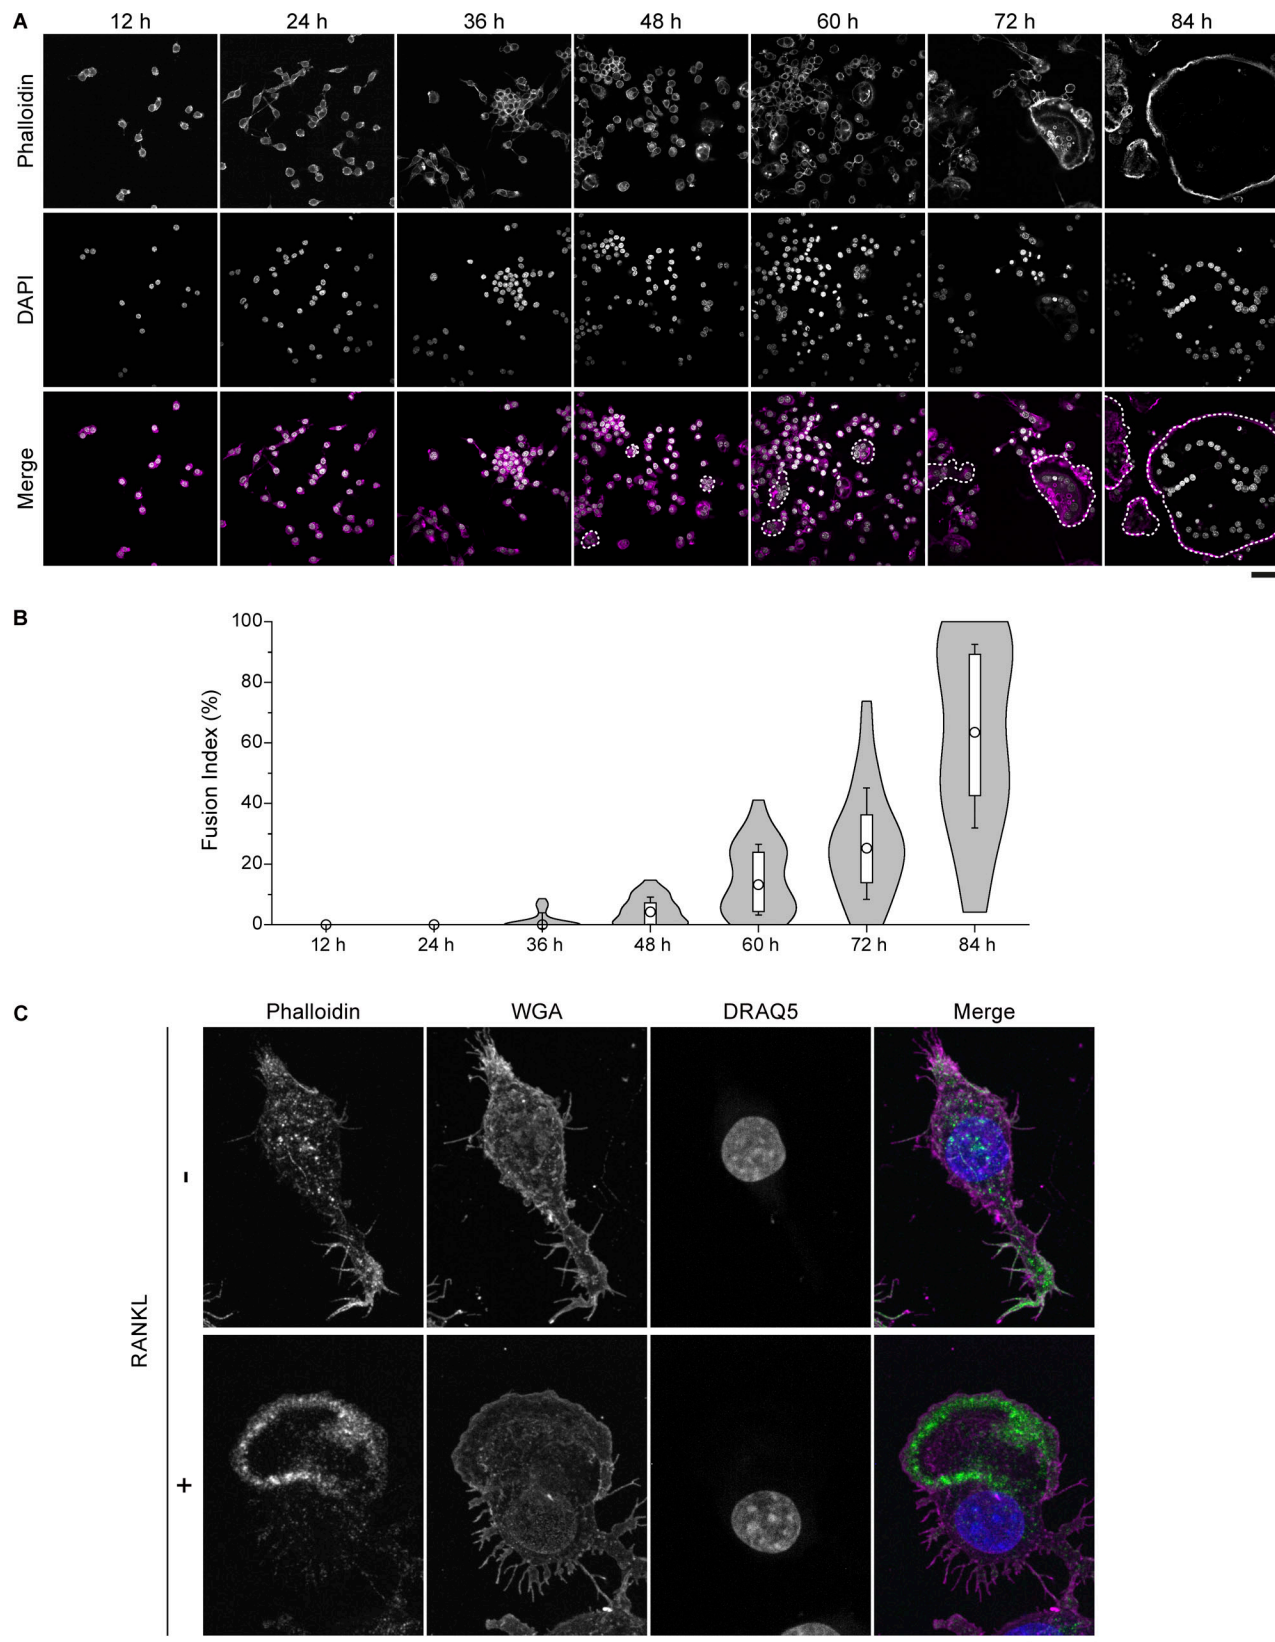 A
12 h 24 h 36 h 48 h 60 h 72 h 84 h
Phalloidin
DAPI
Merge
B
Fusion Index (%)
100
80
60
40
20
0
12 h 24 h 36 h 48 h 60 h 72 h 84 h
C
Phalloidin WGA DRAQ5 Merge
RANKL
-
+